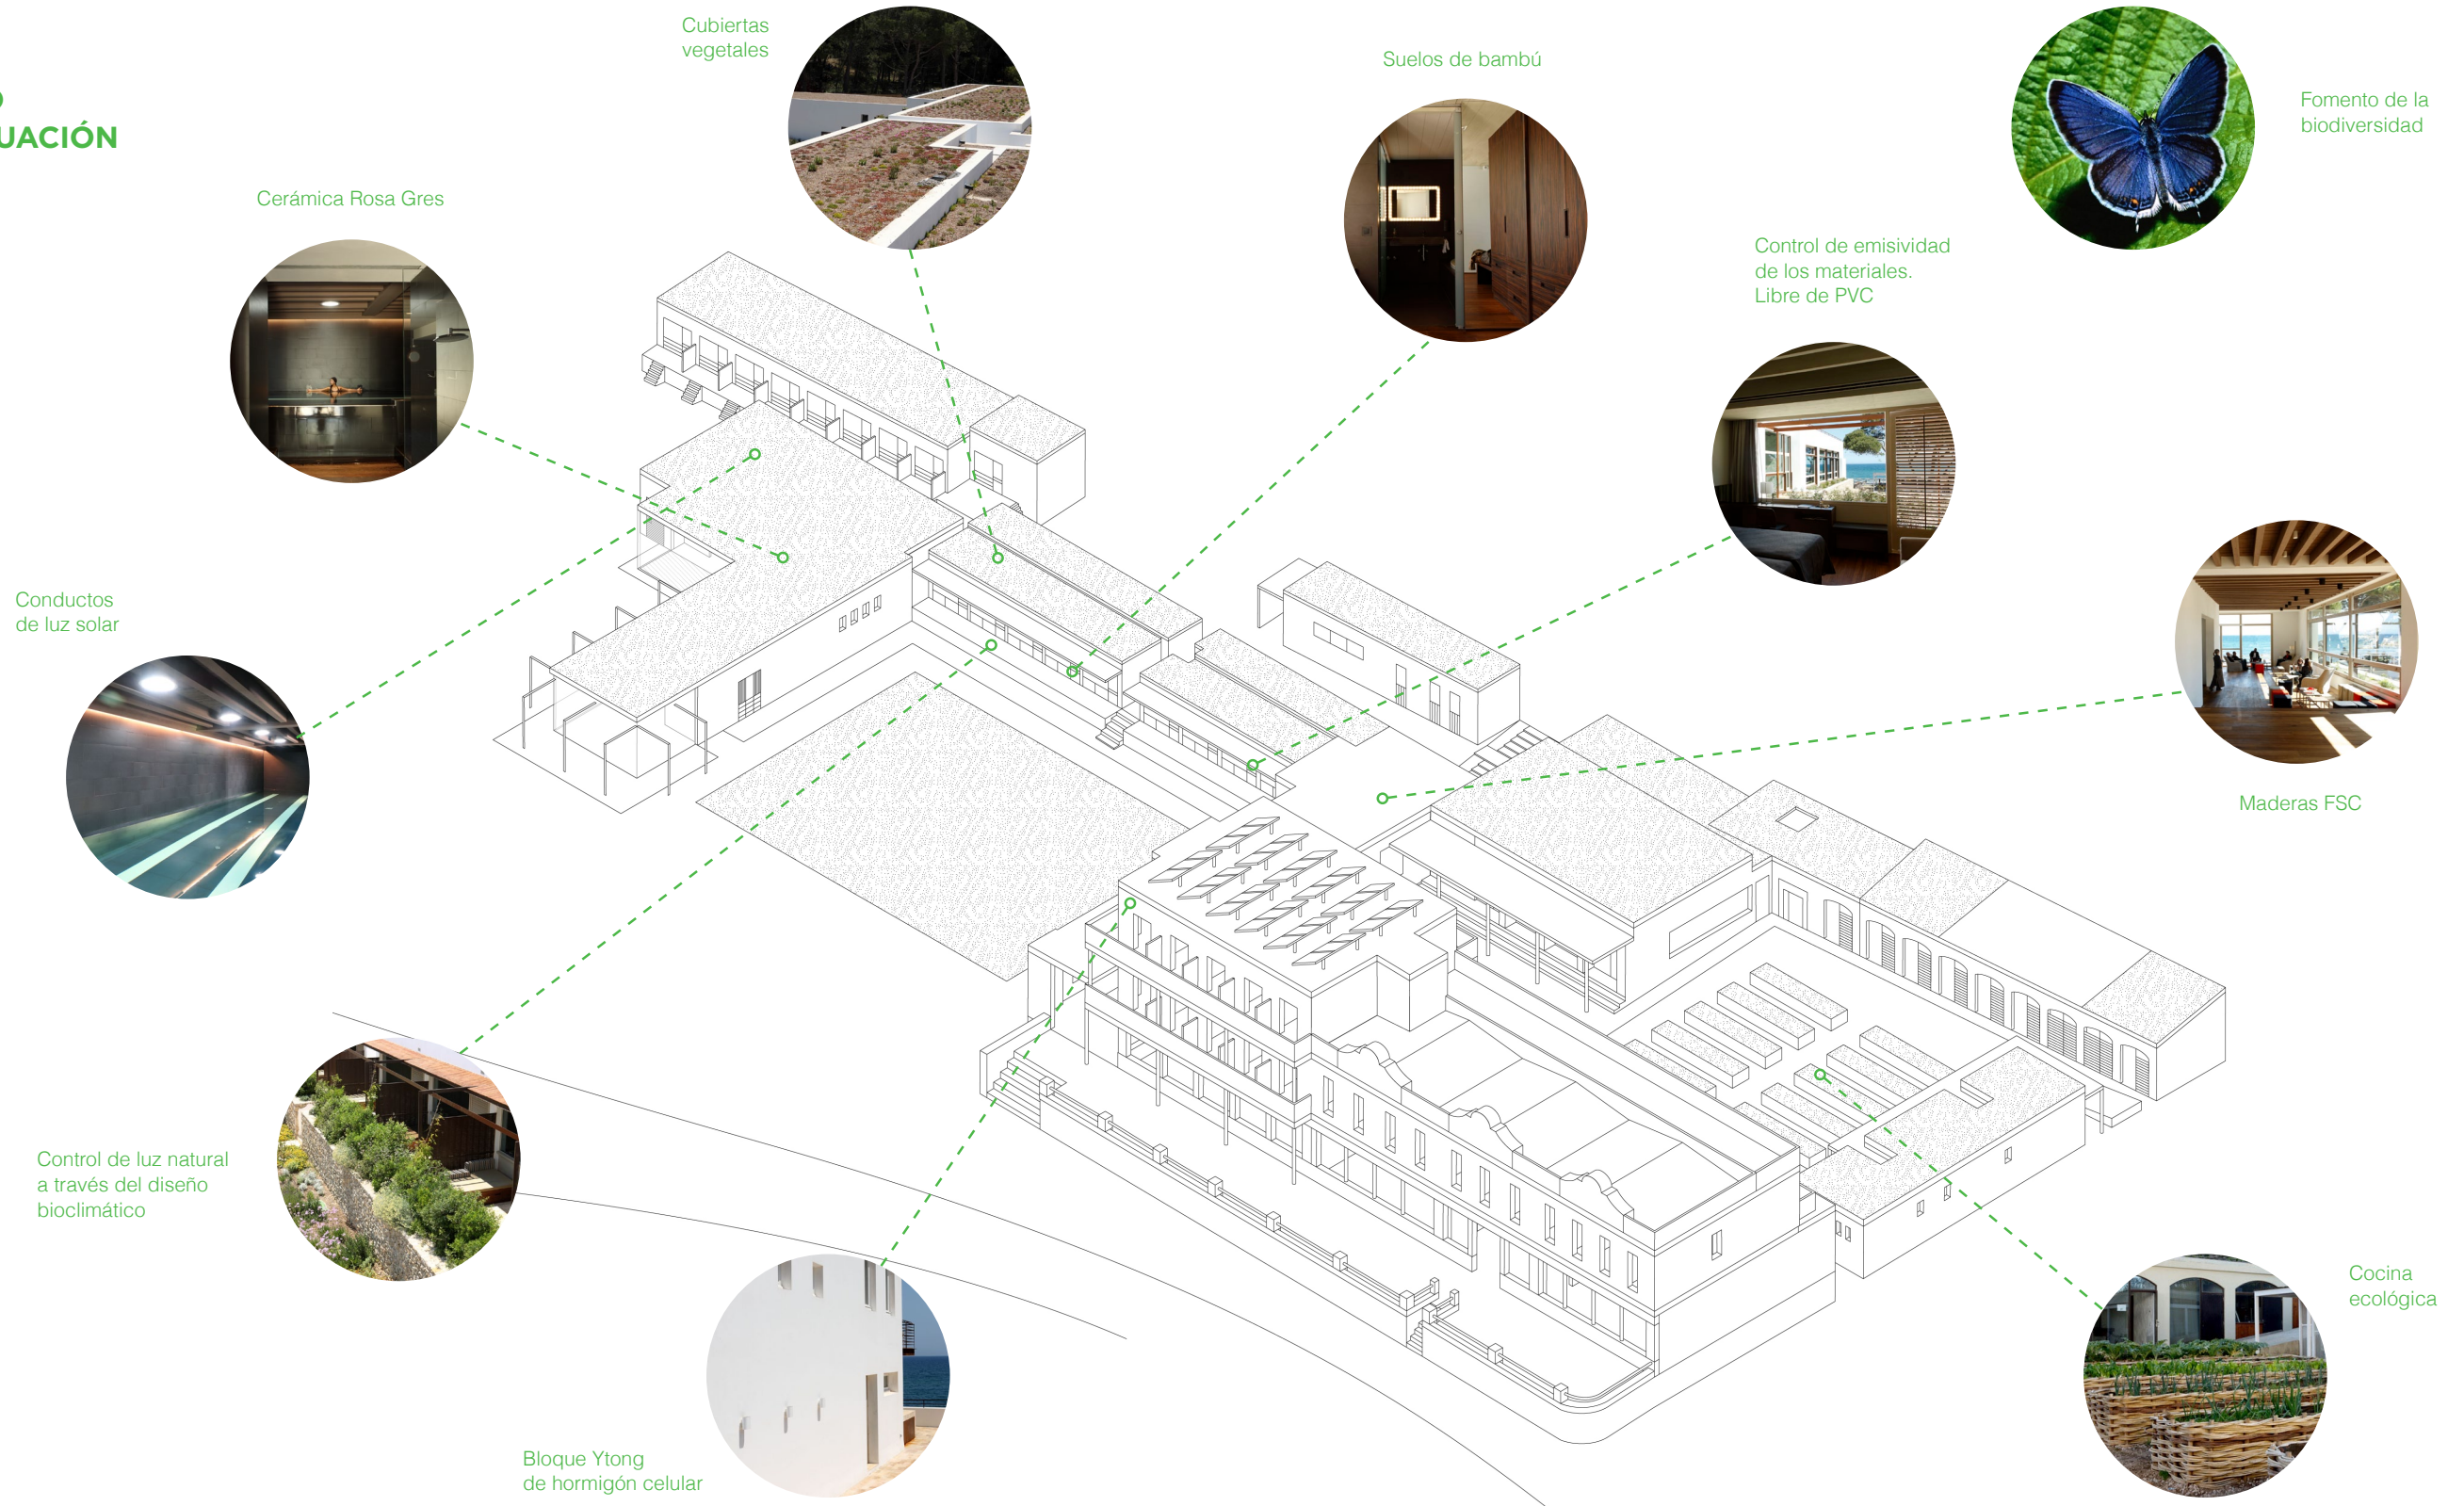 Cubiertas
vegetales
Suelos de bambú
Fomento de la
biodiversidad
Cerámica Rosa Gres
Control de emisividad
de los materiales.
Libre de PVC
Conductos
de luz solar
Maderas FSC
Control de luz natural
a través del diseño
bioclimático
Cocina
ecológica
Bloque Ytong
de hormigón celular